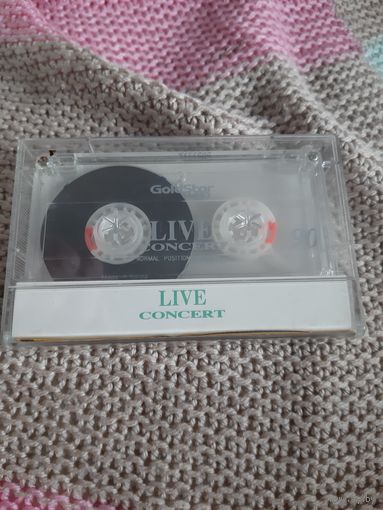 GoldStar
LIVE
CONCERT
90
NORMAL POSITION
LIVE
CONCERT